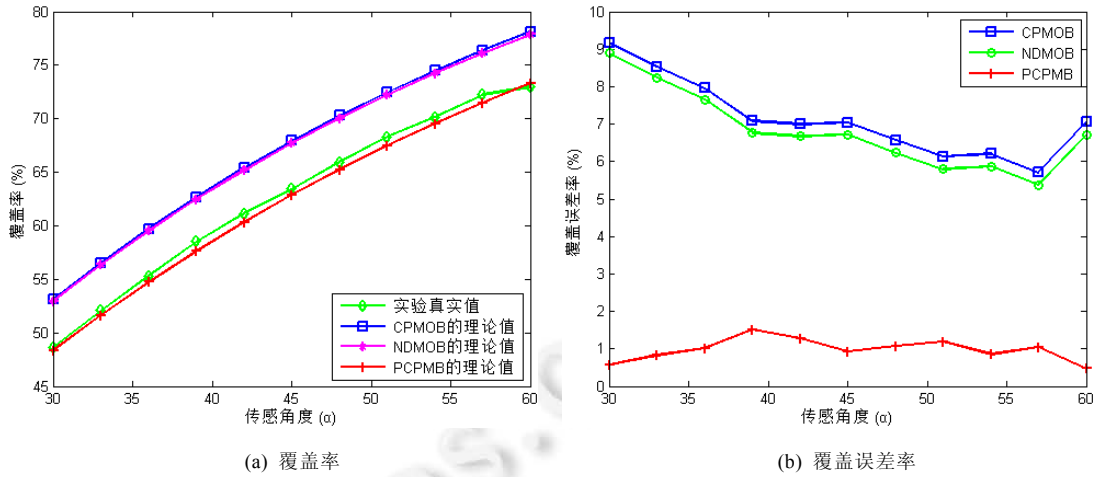 80
75
70
65
60
55
50
45
30
35
40
45
50
55
60
覆盖率 (%)
传感角度 (α)
实验真实值
CPMOB的理论值
NDMOB的理论值
PCPMB的理论值
(a) 覆盖率
10
9
8
7
6
5
4
3
2
1
0
30
35
40
45
50
55
60
覆盖误差率 (%)
传感角度 (α)
CPMOB
NDMOB
PCPMB
(b) 覆盖误差率